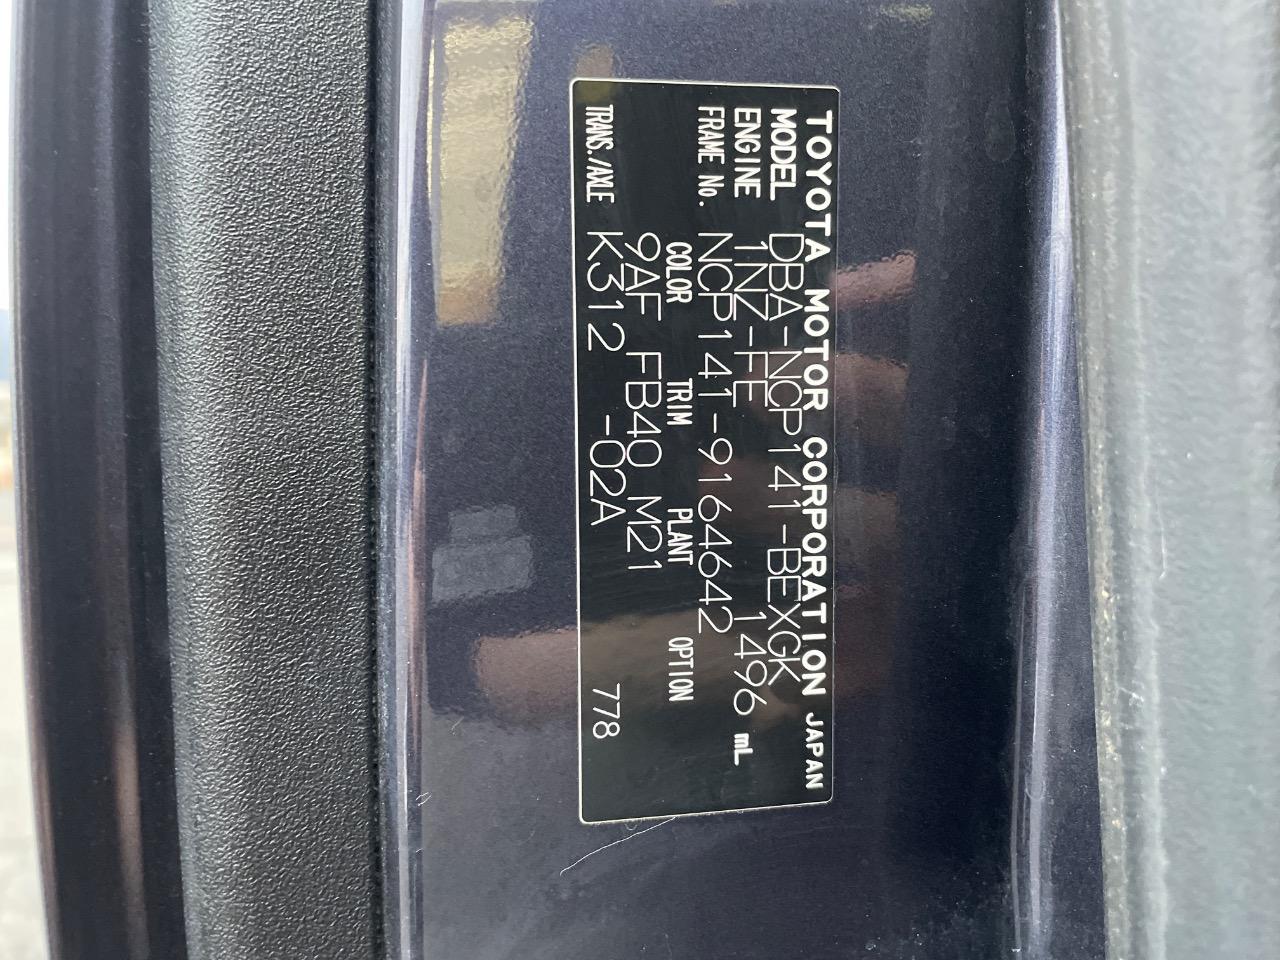 TOYOTA MOTOR CORPORATION JAPAN
MODEL DBA-NCP141-BEXGK
ENGINE 1NZ-FE 1496 mL
FRAME No. NCP141-9164642
COLOR TRIM PLANT OPTION
9AF FB40 M21
TRANS./AXLE K312 -02A 778